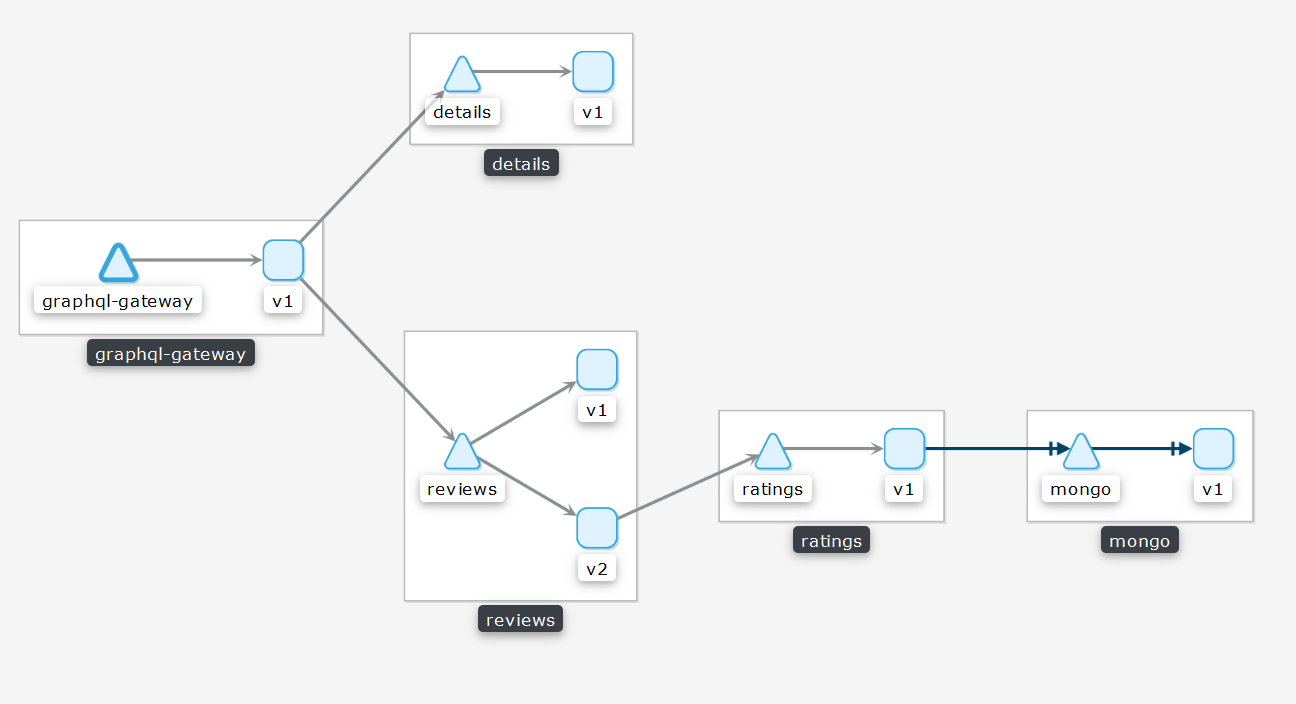 details
v1
details
graphql-gateway
v1
graphql-gateway
v1
reviews
v2
reviews
ratings
v1
ratings
mongo
v1
mongo